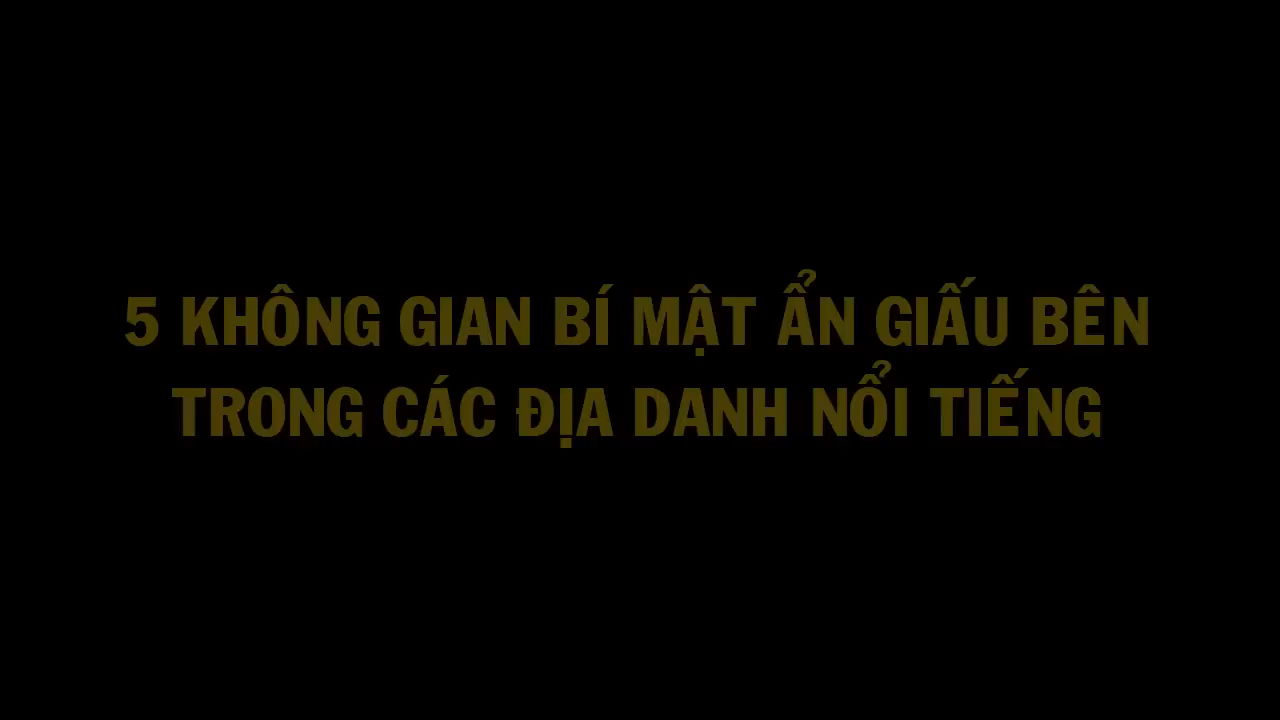 5 KHÔNG GIAN BÍ MẬT ẨN GIẤU BÊN
TRONG CÁC ĐỊA DANH NỔI TIẾNG